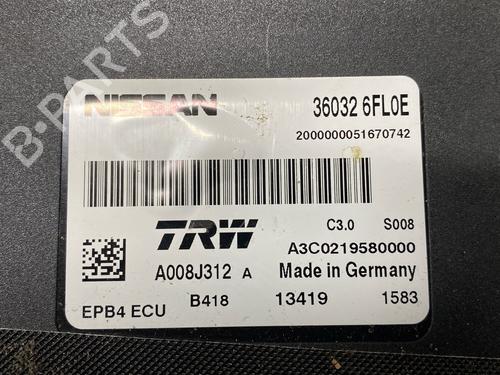 B-PARTS
NISSAN 36032 6FL0E
2000000051670742
TRW C3.0 S008
A3C0219580000
A008J312 A Made in Germany
EPB4 ECU B418 13419 1583